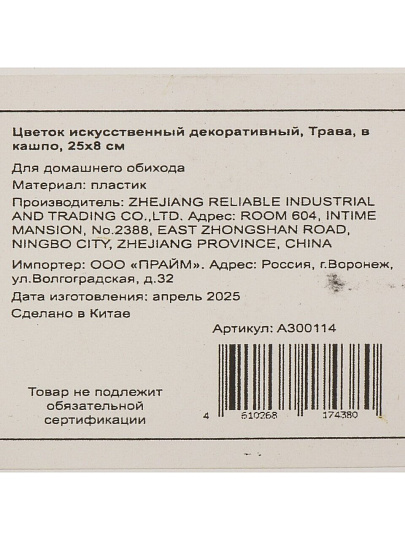 Цветок искусственный декоративный, Трава, в
кашпо, 25х8 см
Для домашнего обихода
Материал: пластик
Производитель: ZHEJIANG RELIABLE INDUSTRIAL
AND TRADING CO.,LTD. Адрес: ROOM 604, INTIME
MANSION, No.2388, EAST ZHONGSHAN ROAD,
NINGBO CITY, ZHEJIANG PROVINCE, CHINA
Импортер: ООО «ПРАЙМ». Адрес: Россия, г.Воронеж,
ул.Волгоградская, д.32
Дата изготовления: апрель 2025
Сделано в Китае
Артикул: А300114
Товар не подлежит
обязательной
сертификации
4 610268 174380